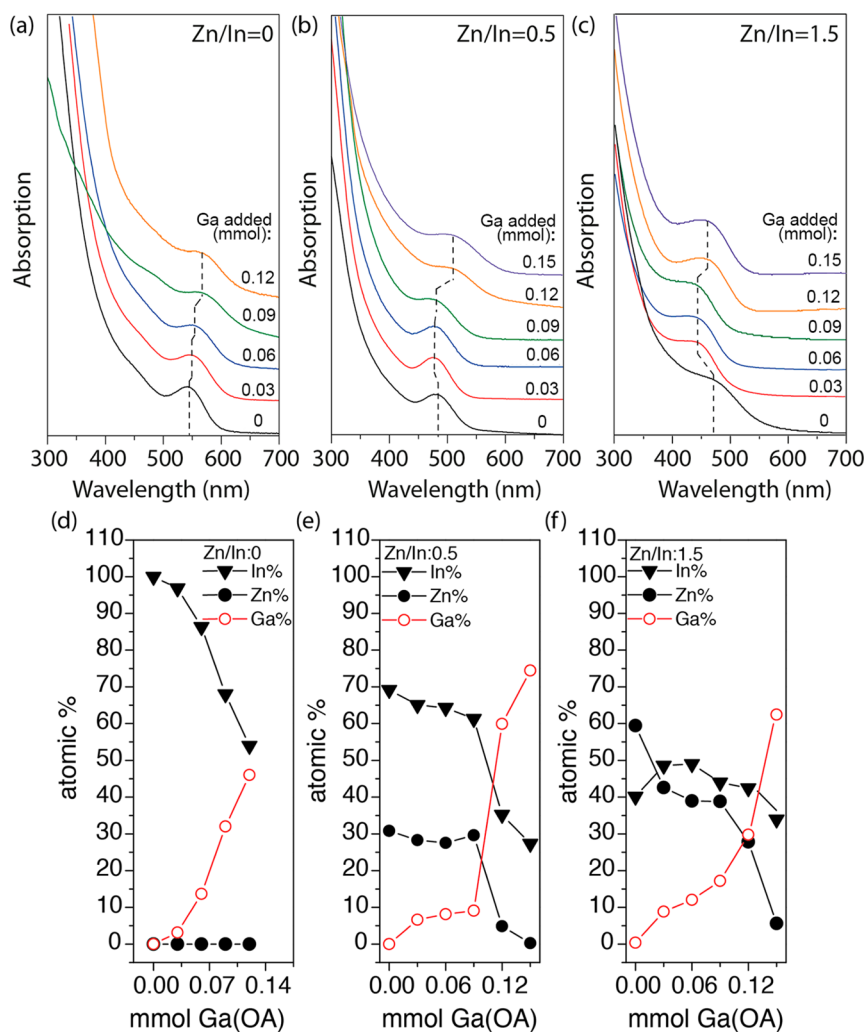 (a)
Zn/In=0
Absorption
Ga added
(mmol):
0.12
0.09
0.06
0.03
0
300 400 500 600 700
Wavelength (nm)
(b)
Zn/In=0.5
Absorption
Ga added
(mmol):
0.15
0.12
0.09
0.06
0.03
0
300 400 500 600 700
Wavelength (nm)
(c)
Zn/In=1.5
Absorption
Ga added
(mmol):
0.15
0.12
0.09
0.06
0.03
0
300 400 500 600 700
Wavelength (nm)
(d)
Zn/In:0
In%
Zn%
Ga%
110
100
90
80
70
60
50
40
30
20
10
0
atomic %
0.00 0.07 0.14
mmol Ga(OA)
(e)
Zn/In:0.5
In%
Zn%
Ga%
110
100
90
80
70
60
50
40
30
20
10
0
atomic %
0.00 0.06 0.12
mmol Ga(OA)
(f)
Zn/In:1.5
In%
Zn%
Ga%
110
100
90
80
70
60
50
40
30
20
10
0
atomic %
0.00 0.06 0.12
mmol Ga(OA)